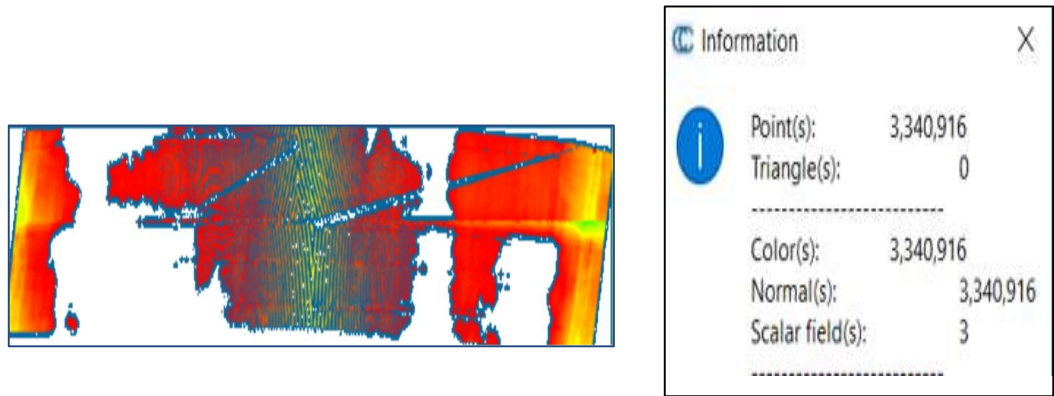 Information
Point(s): 3,340,916
Triangle(s): 0
--------------------------
Color(s): 3,340,916
Normal(s): 3,340,916
Scalar field(s): 3
--------------------------